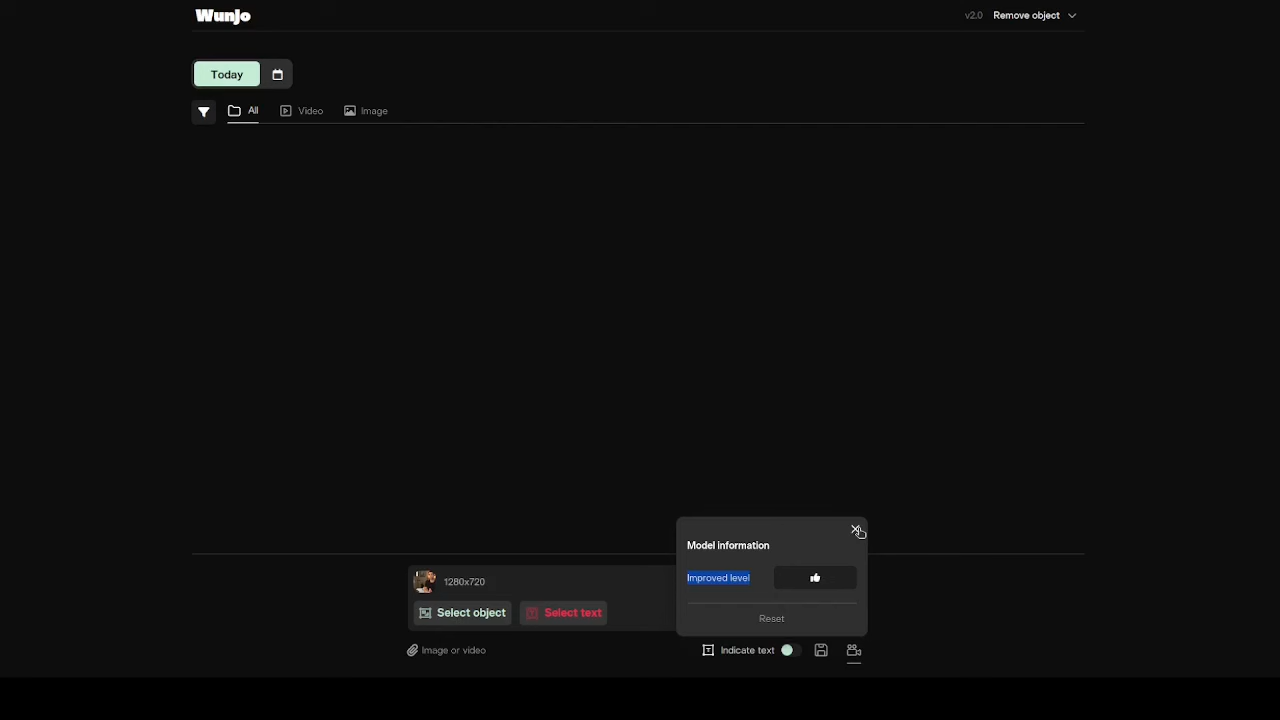 Wunjo
v2.0 Remove object
Today
All Video Image
Model information
Improved level
Reset
1280x720
Select object Select text
Image or video
Indicate text